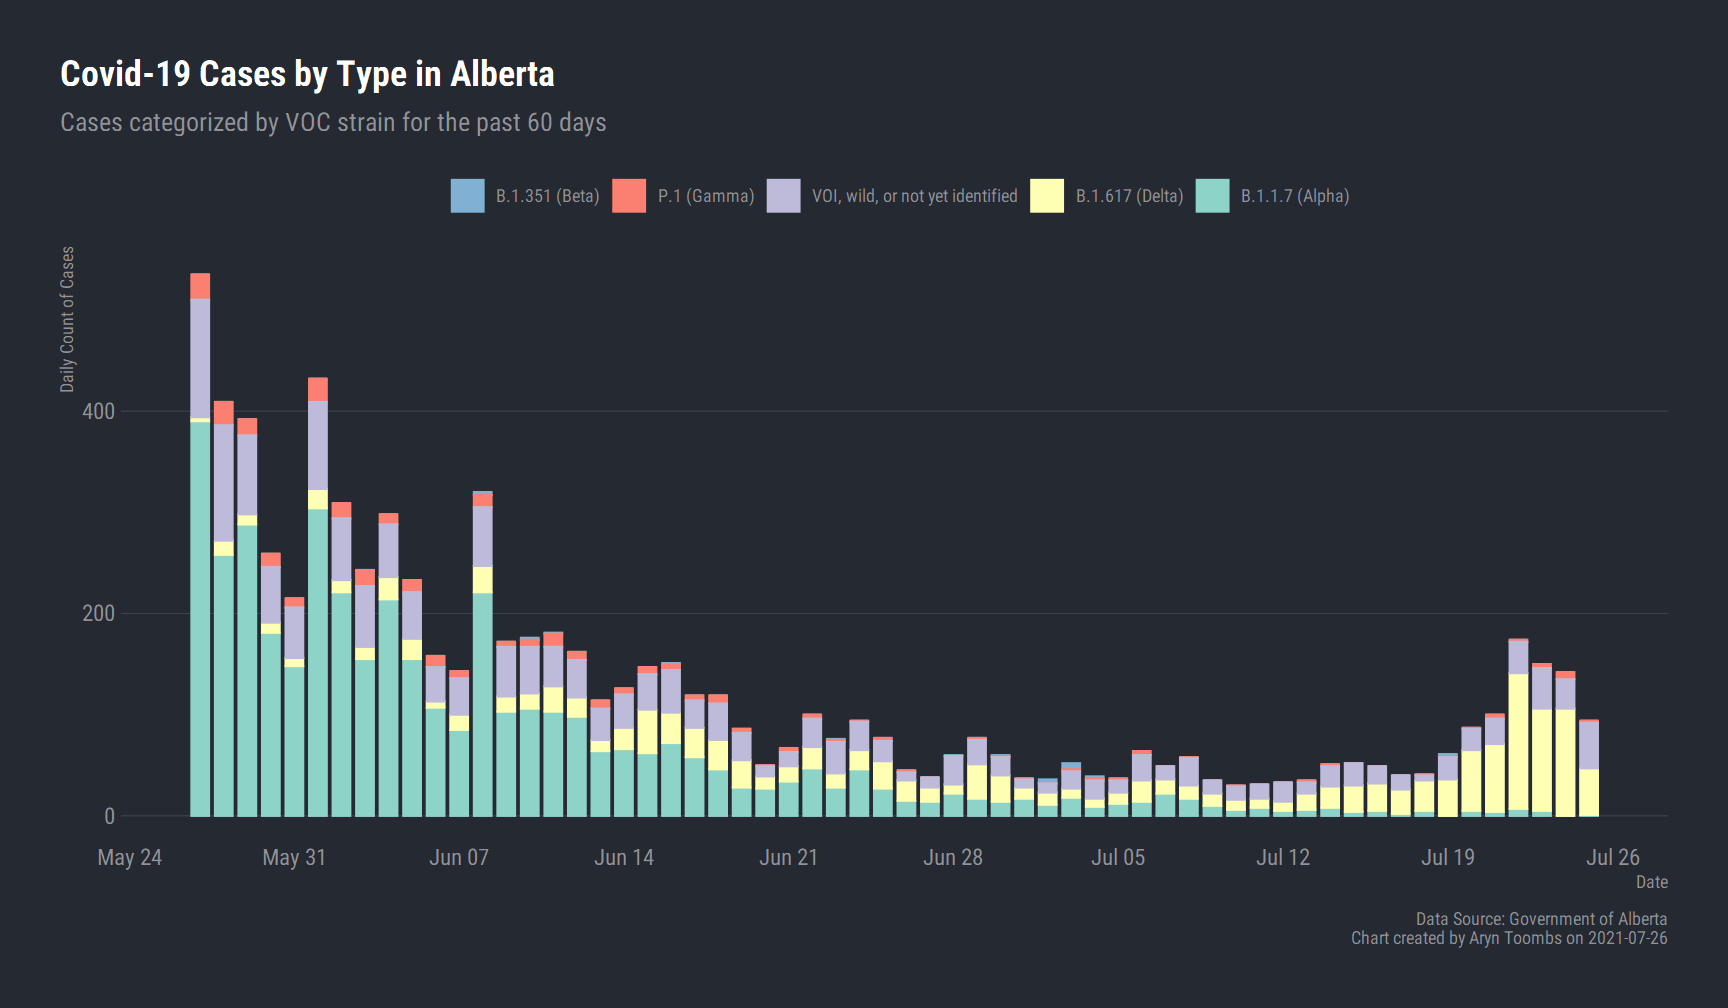 Covid-19 Cases by Type in Alberta
Cases categorized by VOC strain for the past 60 days
B.1.351 (Beta) P.1 (Gamma) VOI, wild, or not yet identified B.1.617 (Delta) B.1.1.7 (Alpha)
Daily Count of Cases
400
200
0
May 24 May 31 Jun 07 Jun 14 Jun 21 Jun 28 Jul 05 Jul 12 Jul 19 Jul 26
Date
Data Source: Government of Alberta
Chart created by Aryn Toombs on 2021-07-26